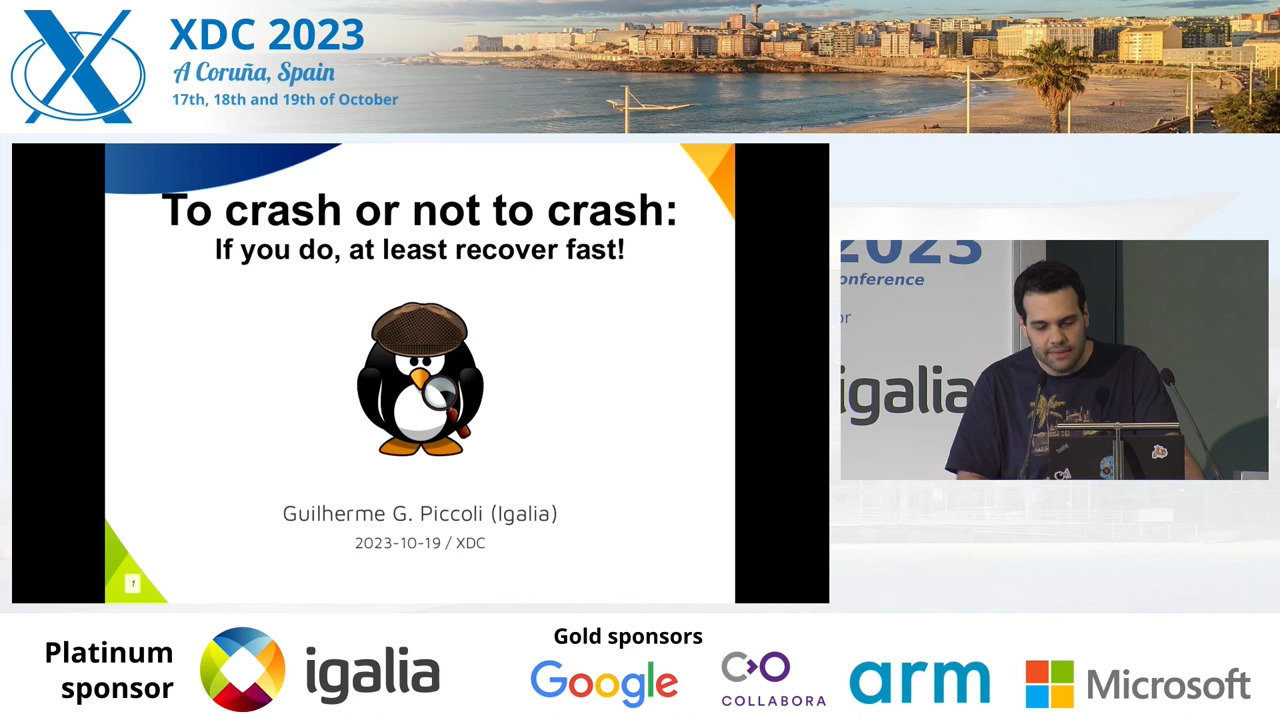 XDC 2023
A Coruña, Spain
17th, 18th and 19th of October
To crash or not to crash:
If you do, at least recover fast!
Guilherme G. Piccoli (Igalia)
2023-10-19 / XDC
1
2023
onference
or
igalia
Platinum
sponsor
igalia
Gold sponsors
Google
COLLABORA
arm
Microsoft